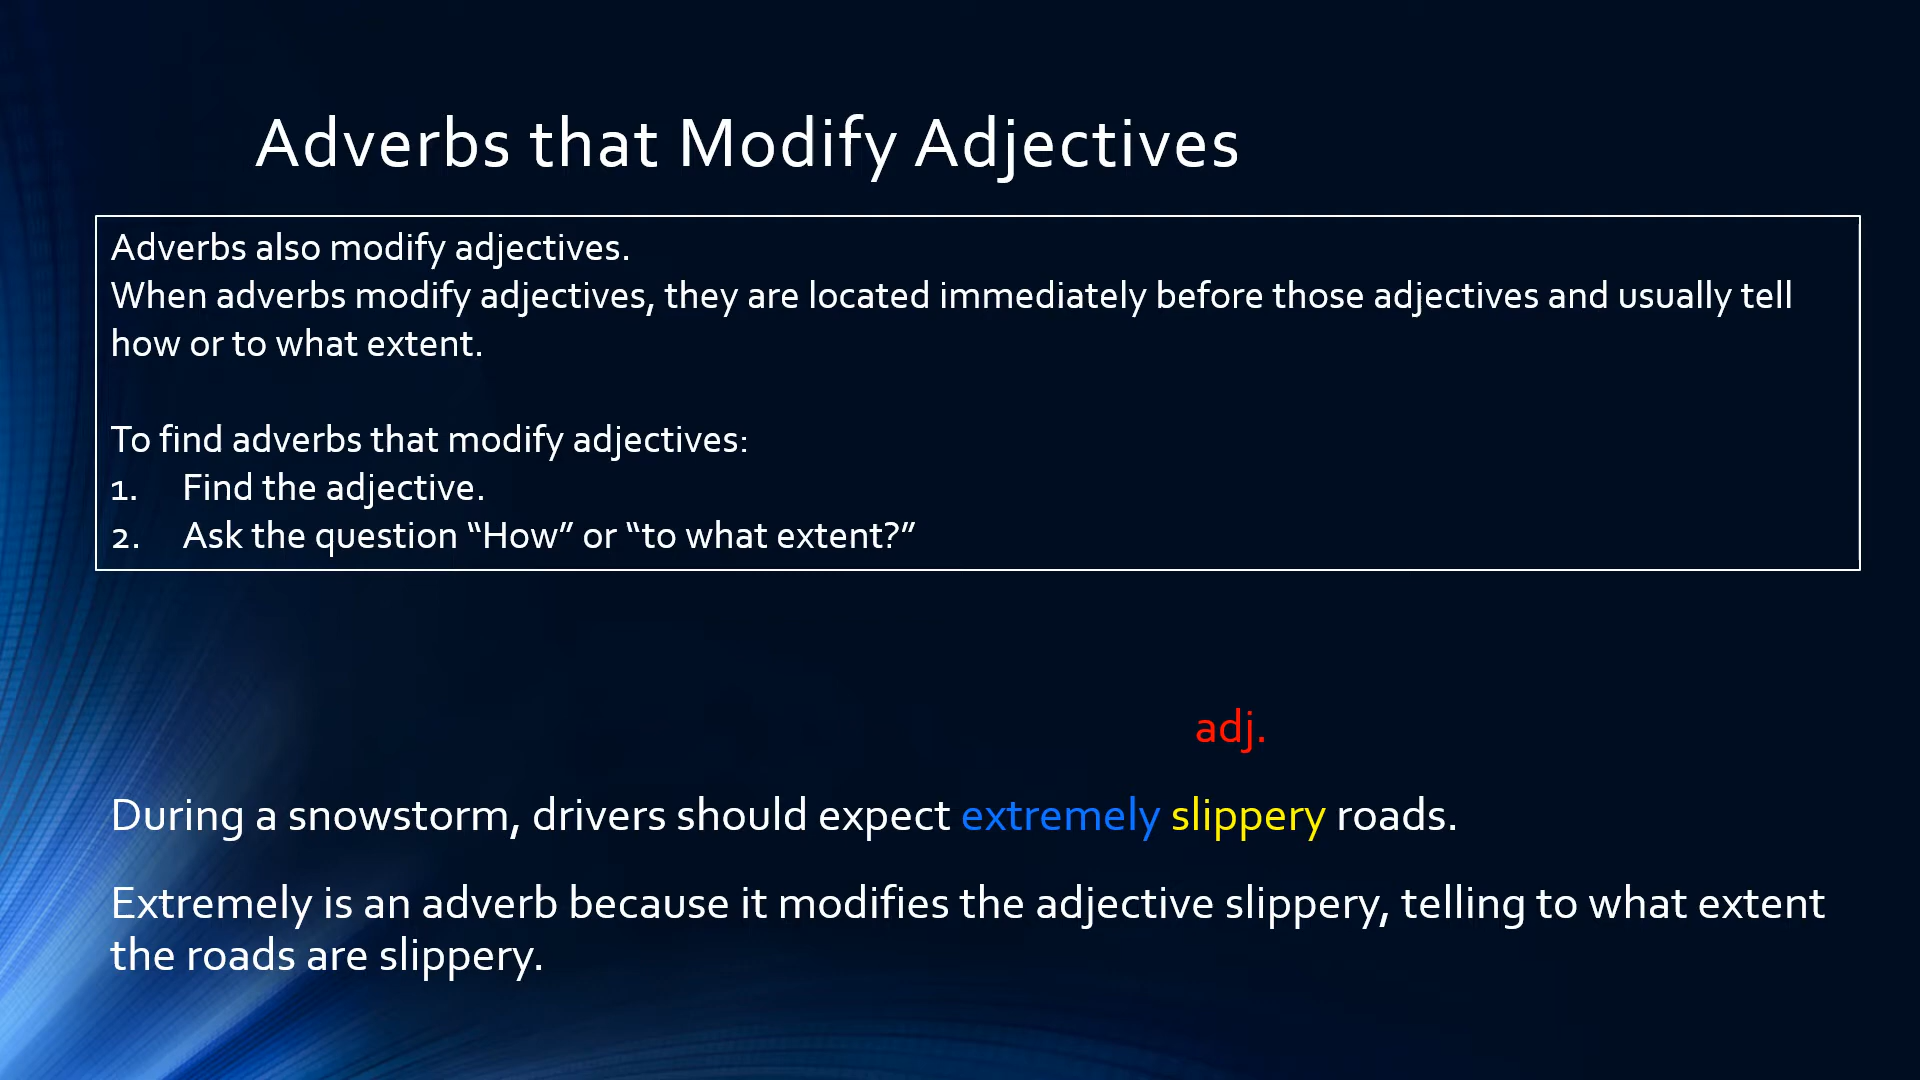 Adverbs that Modify Adjectives
Adverbs also modify adjectives.
When adverbs modify adjectives, they are located immediately before those adjectives and usually tell
how or to what extent.
To find adverbs that modify adjectives:
1. Find the adjective.
2. Ask the question “How” or “to what extent?”
adj.
During a snowstorm, drivers should expect extremely slippery roads.
Extremely is an adverb because it modifies the adjective slippery, telling to what extent
the roads are slippery.